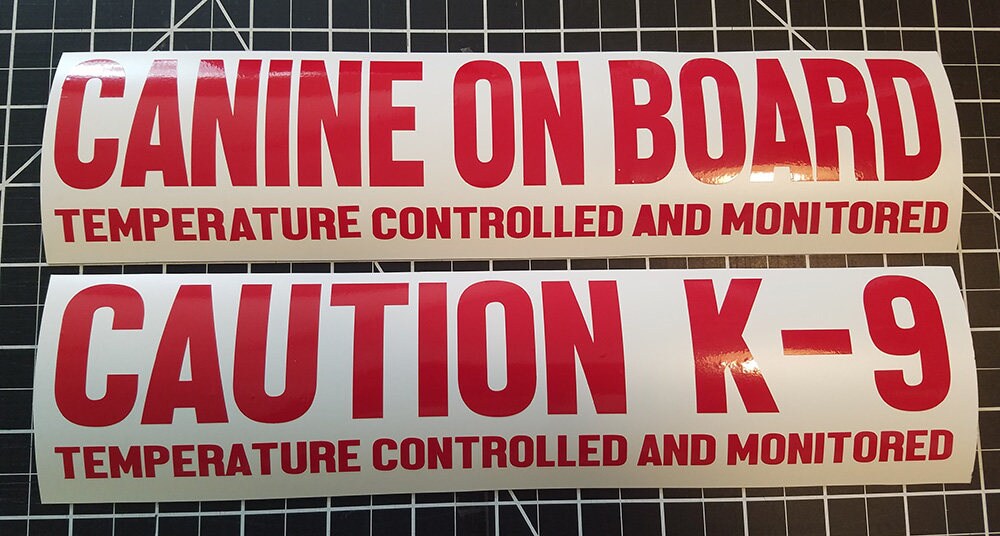 CANINE ON BOARD
TEMPERATURE CONTROLLED AND MONITORED
CAUTION K-9
TEMPERATURE CONTROLLED AND MONITORED